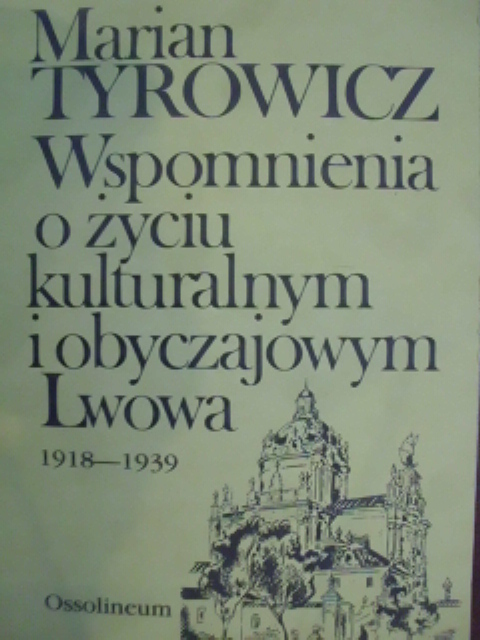 Marian
TYROWICZ
Wspomnienia
o życiu
kulturalnym
i obyczajowym
Lwowa
1918—1939
Ossolineum